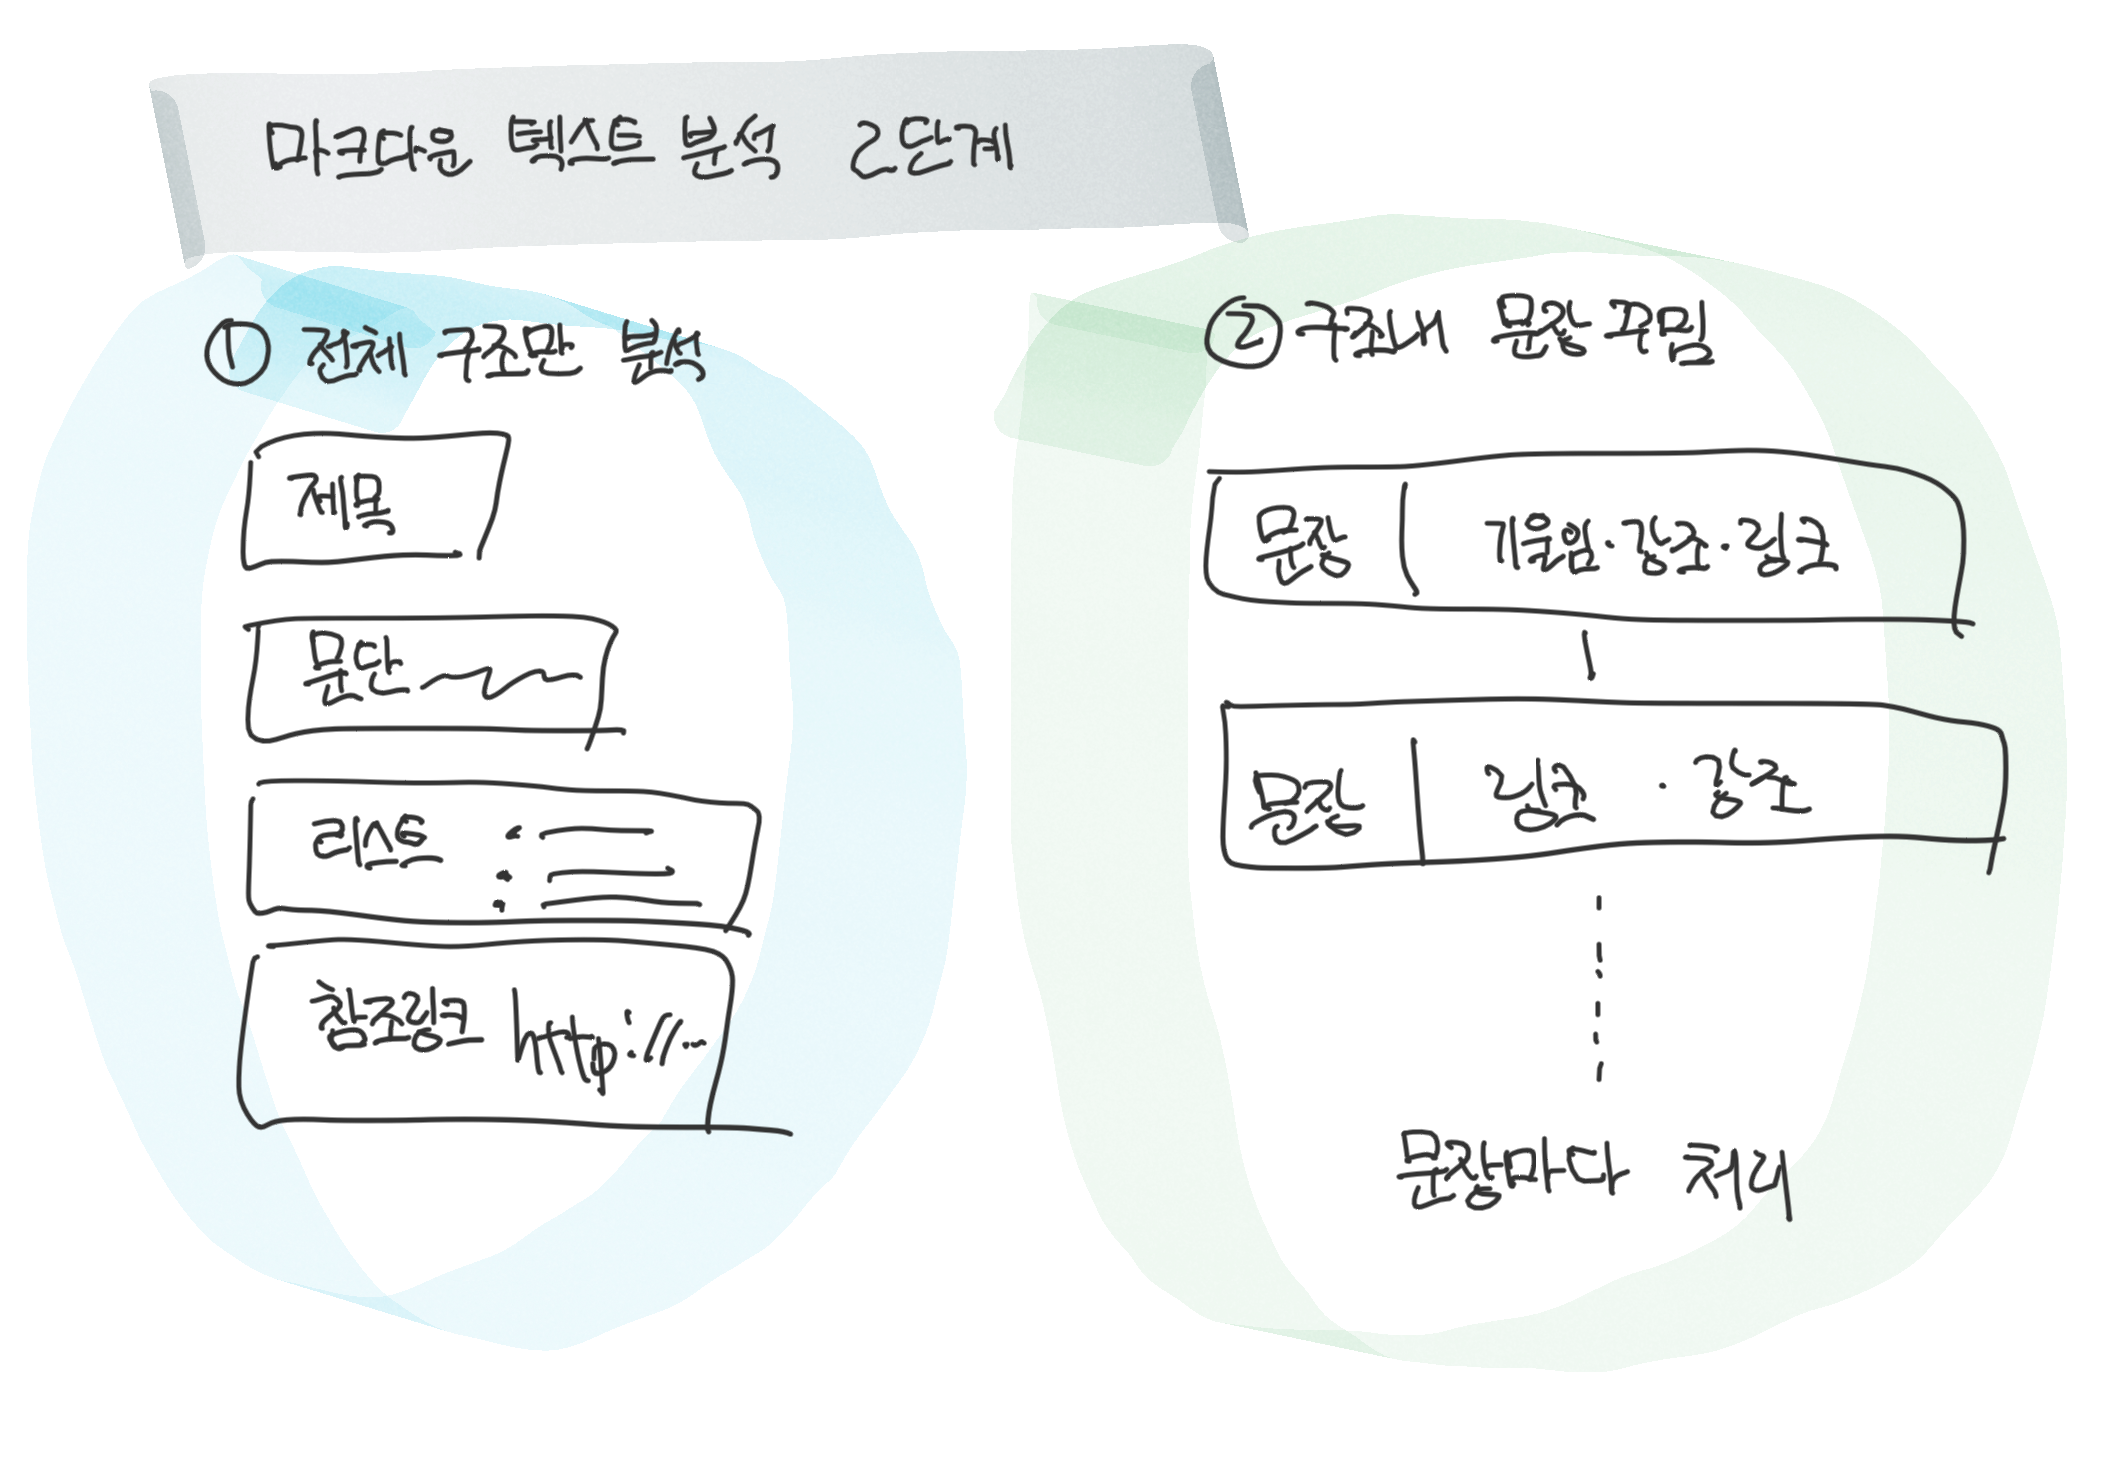 마크다운 텍스트 분석 2단계
① 전체 구조만 분석
제목
문단
리스트
참조링크 http://...
② 구조내 문장 꾸밈
문장 기울임·강조·링크
문장 링크 · 강조
문장마다 처리